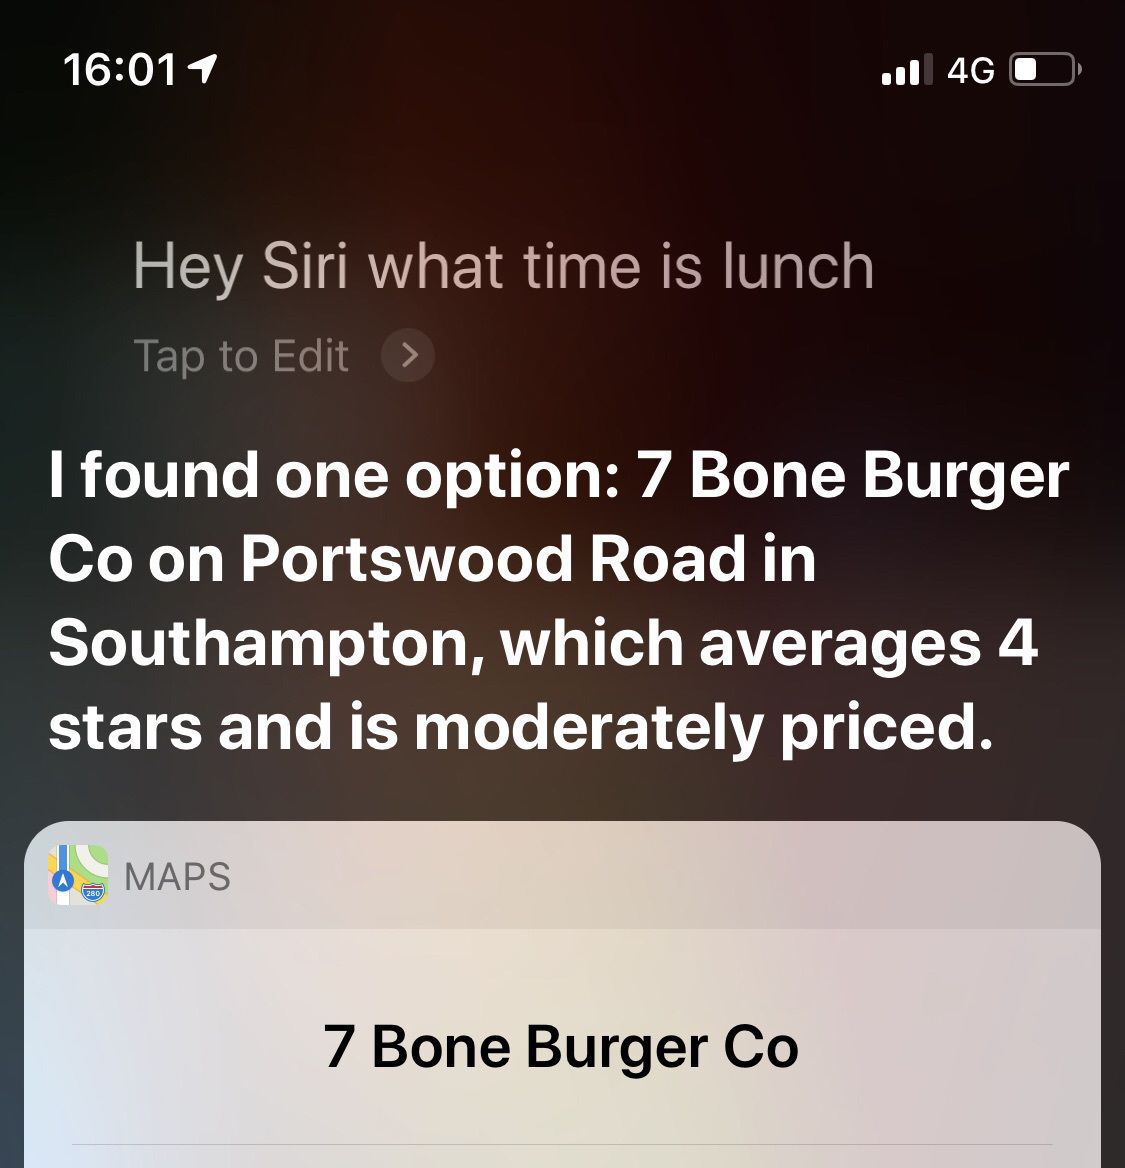 16:01
4G
Hey Siri what time is lunch
Tap to Edit
I found one option: 7 Bone Burger
Co on Portswood Road in
Southampton, which averages 4
stars and is moderately priced.
280
MAPS
7 Bone Burger Co